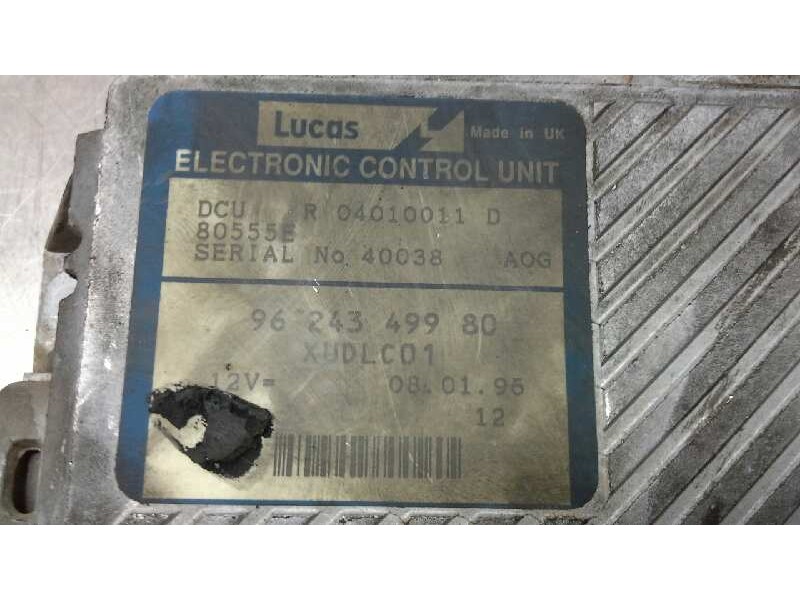 Lucas
Made in UK
ELECTRONIC CONTROL UNIT
DCU R 04010011 D
80555E
SERIAL No 40038 AOG
96 243 499 80
XUDLC01
12V=
08.01.96
12